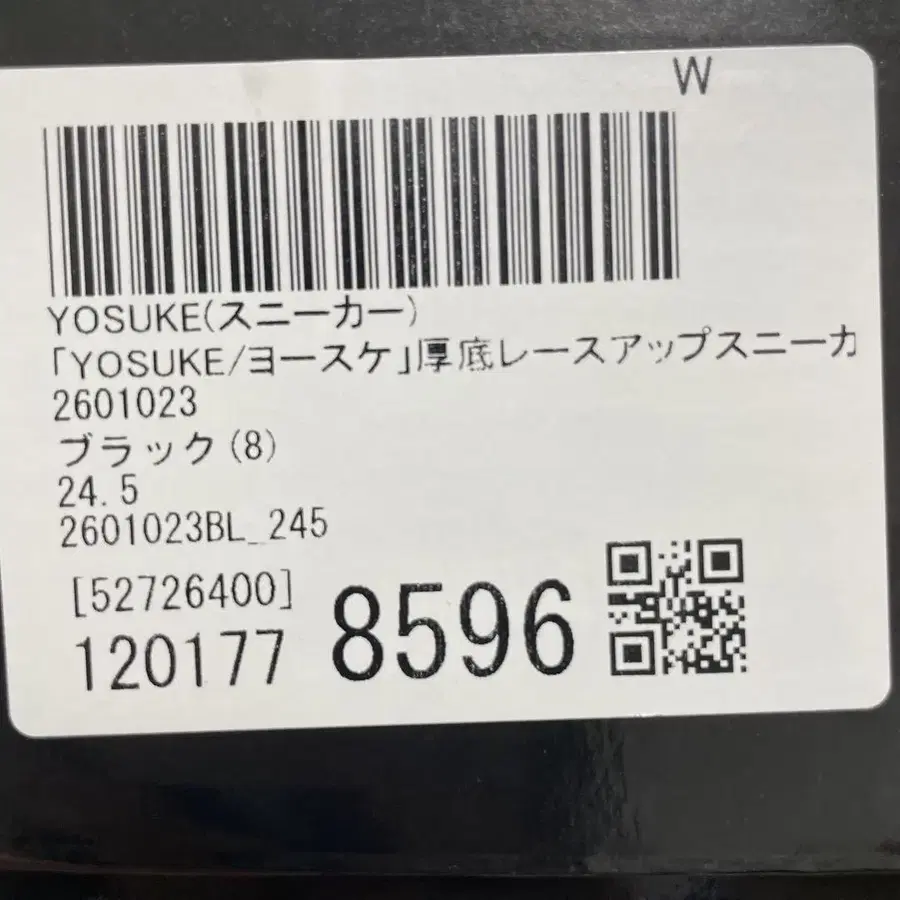 W
YOSUKE(スニーカー)
「YOSUKE/ヨースケ」厚底レースアップスニーカ
2601023
ブラック(8)
24.5
2601023BL_245
[52726400]
120177 8596